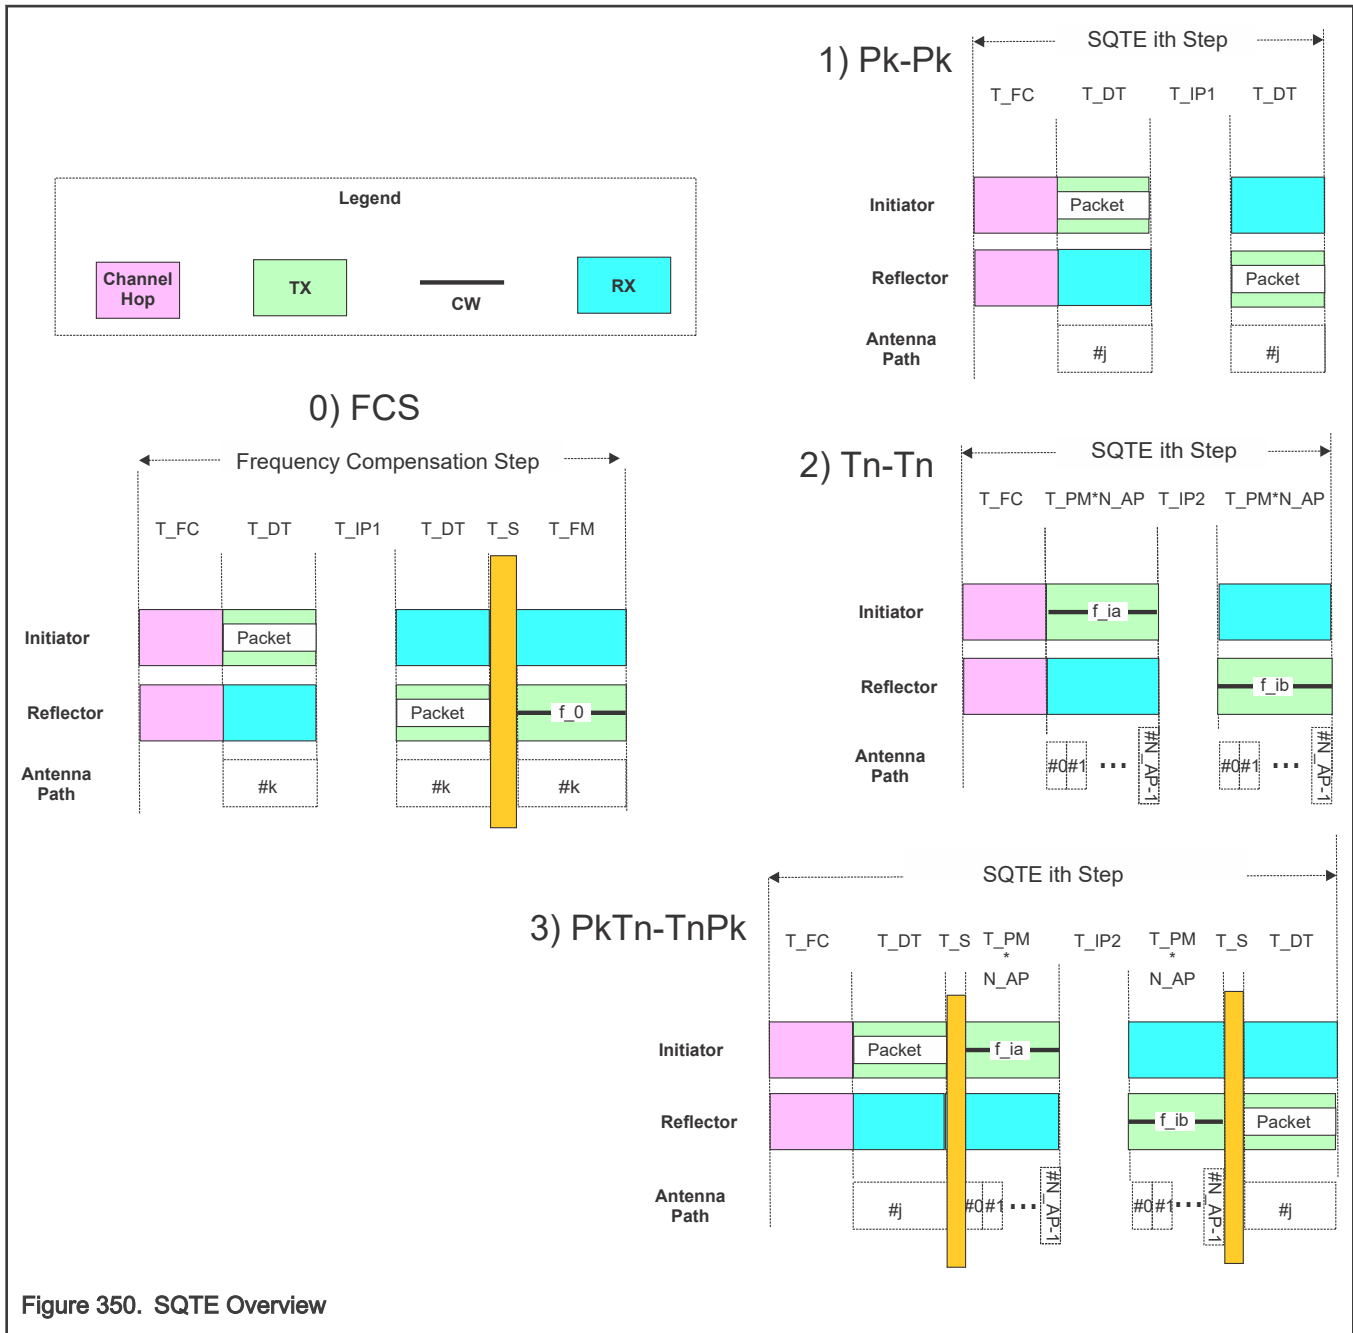 1) Pk-Pk
SQTE ith Step
T_FC T_DT T_IP1 T_DT
Initiator Packet
Reflector Packet
Antenna
Path
#j #j
Legend
Channel
Hop
TX
CW
RX
0) FCS
Frequency Compensation Step
T_FC T_DT T_IP1 T_DT T_S T_FM
Initiator Packet
Reflector Packet f_0
Antenna
Path
#k #k #k
2) Tn-Tn
SQTE ith Step
T_FC T_PM*N_AP T_IP2 T_PM*N_AP
Initiator f_ia
Reflector f_ib
Antenna
Path
#0 #1 ... #N_AP-1 #0 #1 ... #N_AP-1
3) PkTn-TnPk
SQTE ith Step
T_FC T_DT T_S T_PM T_IP2 T_PM T_S T_DT
* *
N_AP N_AP
Initiator Packet f_ia
Reflector f_ib Packet
Antenna
Path
#j #0 #1 ... #N_AP-1 #0 #1 ... #N_AP-1 #j
Figure 350. SQTE Overview